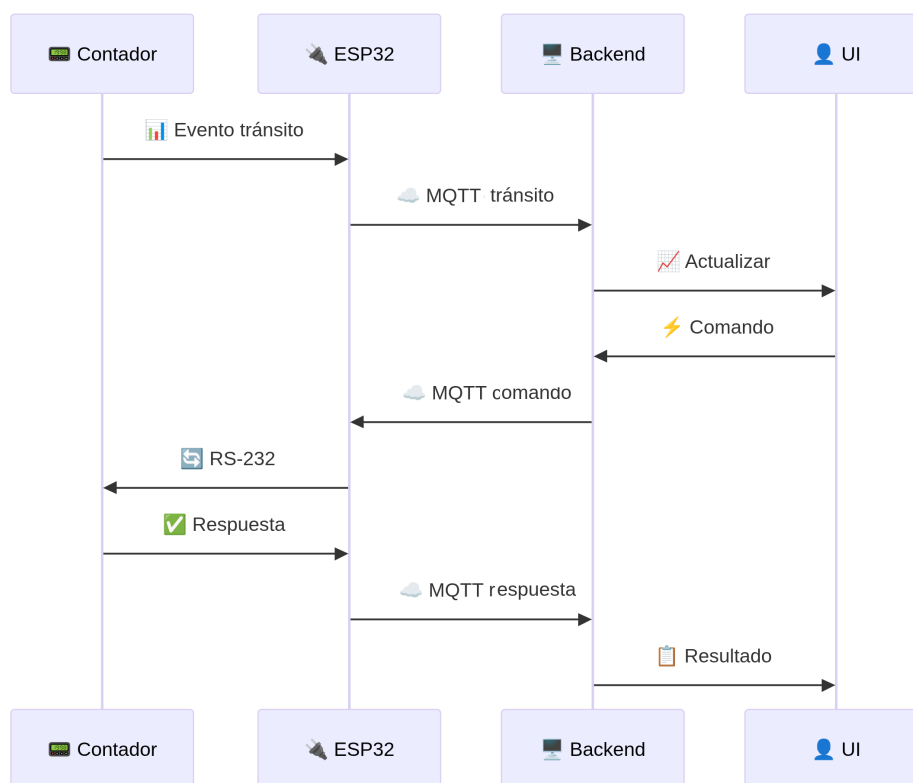 📟 Contador
🔌 ESP32
🖥️ Backend
👤 UI
📊 Evento tránsito
☁️ MQTT tránsito
📈 Actualizar
⚡ Comando
☁️ MQTT comando
🔄 RS-232
✅ Respuesta
☁️ MQTT respuesta
📋 Resultado
📟 Contador
🔌 ESP32
🖥️ Backend
👤 UI